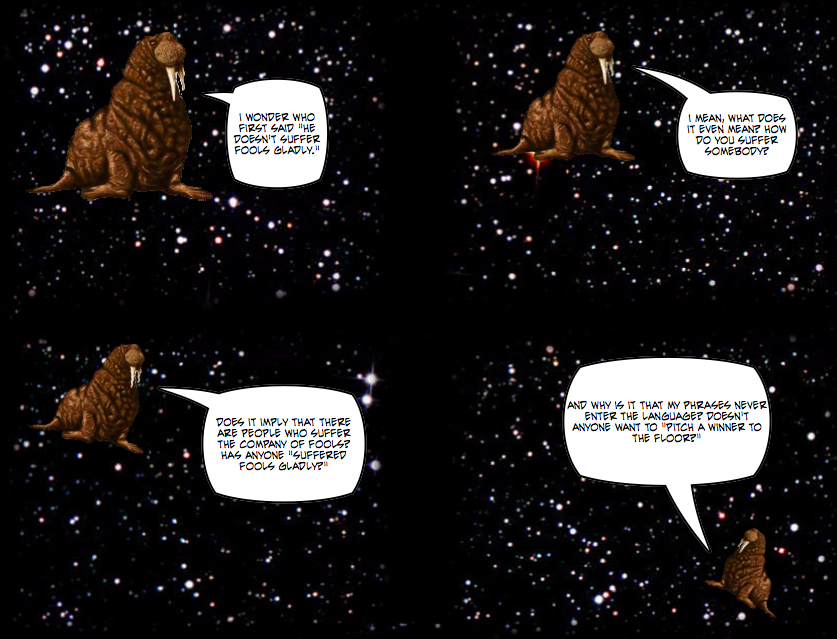 I WONDER WHO
FIRST SAID "HE
DOESN'T SUFFER
FOOLS GLADLY."
I MEAN, WHAT DOES
IT EVEN MEAN? HOW
DO YOU SUFFER
SOMEBODY?
DOES IT IMPLY THAT THERE
ARE PEOPLE WHO SUFFER
THE COMPANY OF FOOLS?
HAS ANYONE "SUFFERED
FOOLS GLADLY?"
AND WHY IS IT THAT MY PHRASES NEVER
ENTER THE LANGUAGE? DOESN'T
ANYONE WANT TO "PITCH A WINNER TO
THE FLOOR?"